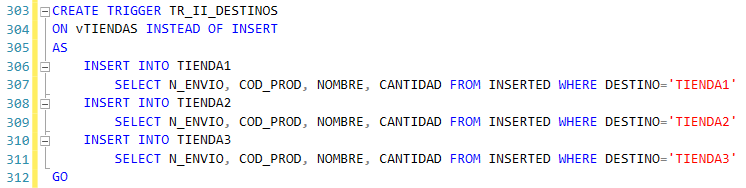 303 CREATE TRIGGER TR_II_DESTINOS
304 ON vTIENDAS INSTEAD OF INSERT
305 AS
306 INSERT INTO TIENDA1
307 SELECT N_ENVIO, COD_PROD, NOMBRE, CANTIDAD FROM INSERTED WHERE DESTINO='TIENDA1'
308 INSERT INTO TIENDA2
309 SELECT N_ENVIO, COD_PROD, NOMBRE, CANTIDAD FROM INSERTED WHERE DESTINO='TIENDA2'
310 INSERT INTO TIENDA3
311 SELECT N_ENVIO, COD_PROD, NOMBRE, CANTIDAD FROM INSERTED WHERE DESTINO='TIENDA3'
312 GO